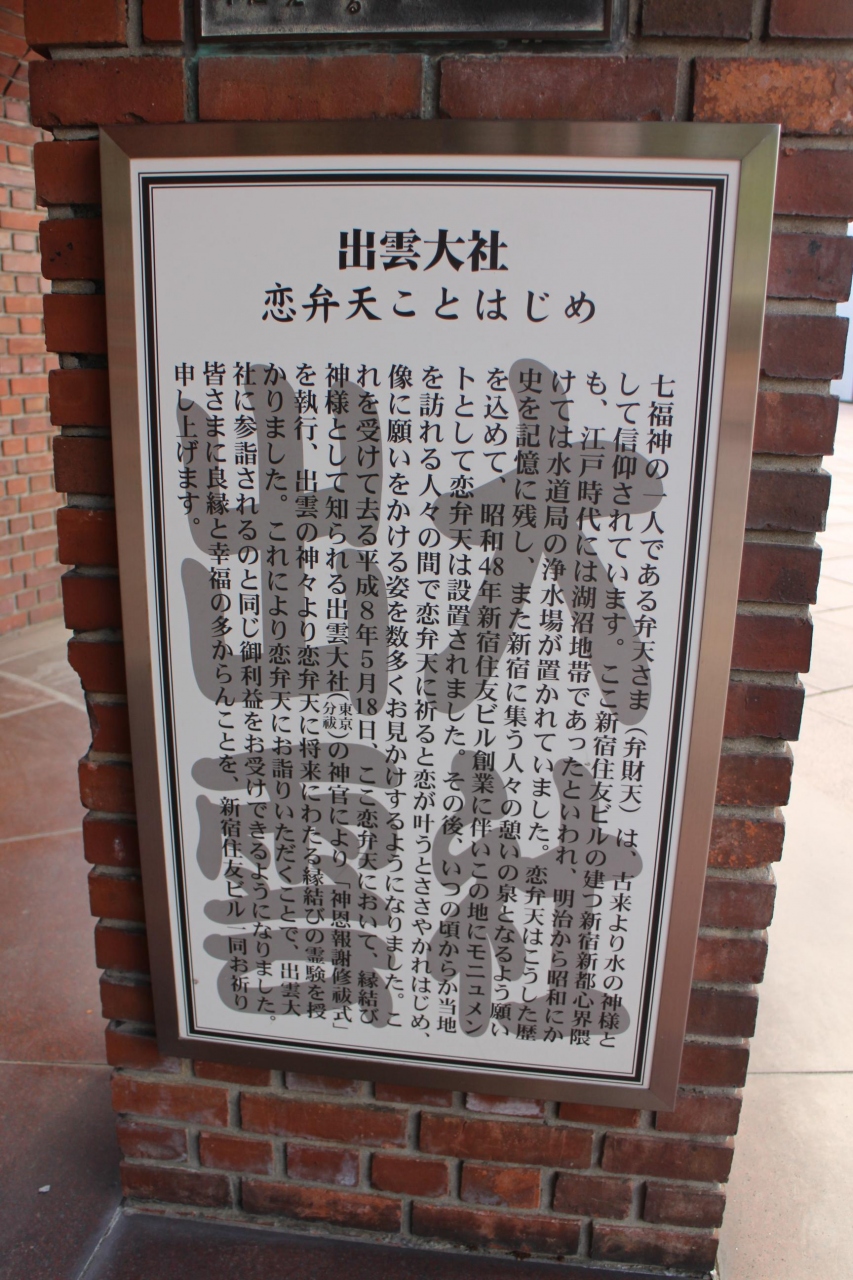 出雲大社
恋弁天ことはじめ
七福神の一人である弁天さま（弁財天）は、古来より水の神様と
して信仰されています。ここ新宿住友ビルの建つ新宿新都心界隈
も、江戸時代には湖沼地帯であったといわれ、明治から昭和にか
けては水道局の浄水場が置かれていました。恋弁天はこうした歴
史を記憶に残し、また新宿に集う人々の憩いの泉となるよう願い
を込めて、昭和48年新宿住友ビル創業に伴いこの地にモニュメン
トとして恋弁天は設置されました。その後、いつの頃からか当地
を訪れる人々の間で恋弁天に祈ると恋が叶うとささやかれはじめ、
像に願いをかける姿を数多くお見かけするようになりました。こ
れを受けて去る平成8年5月18日、ここ恋弁天において、縁結び
神様として知られる出雲大社（東京分祓）の神官により「神恩報謝修祓式」
を執行、出雲の神々より恋弁天に将来にわたる縁結びの霊験を授
かりました。これにより恋弁天にお詣りいただくことで、出雲大
社に参詣されるのと同じ御利益をお受けできるようになりました。
皆さまに良縁と幸福の多からんことを、新宿住友ビル一同お祈り
申し上げます。
大社
出雲